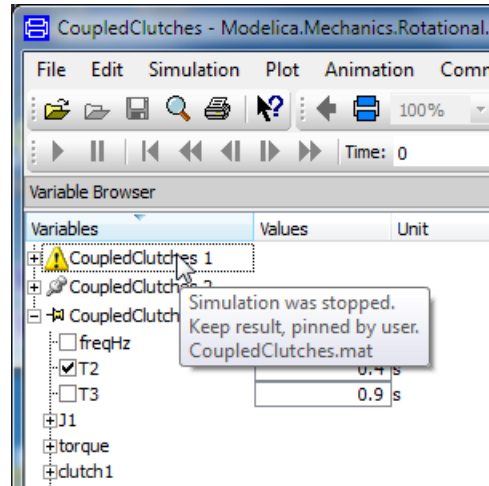 CoupledClutches - Modelica.Mechanics.Rotational.
File Edit Simulation Plot Animation Comm
100%
Time: 0
Variable Browser
Variables Values Unit
CoupledClutches 1
CoupledClutches 2
CoupledClutch
Simulation was stopped.
Keep result, pinned by user.
CoupledClutches.mat
freqHz
T2 0.4 s
T3 0.9 s
J1
torque
clutch1